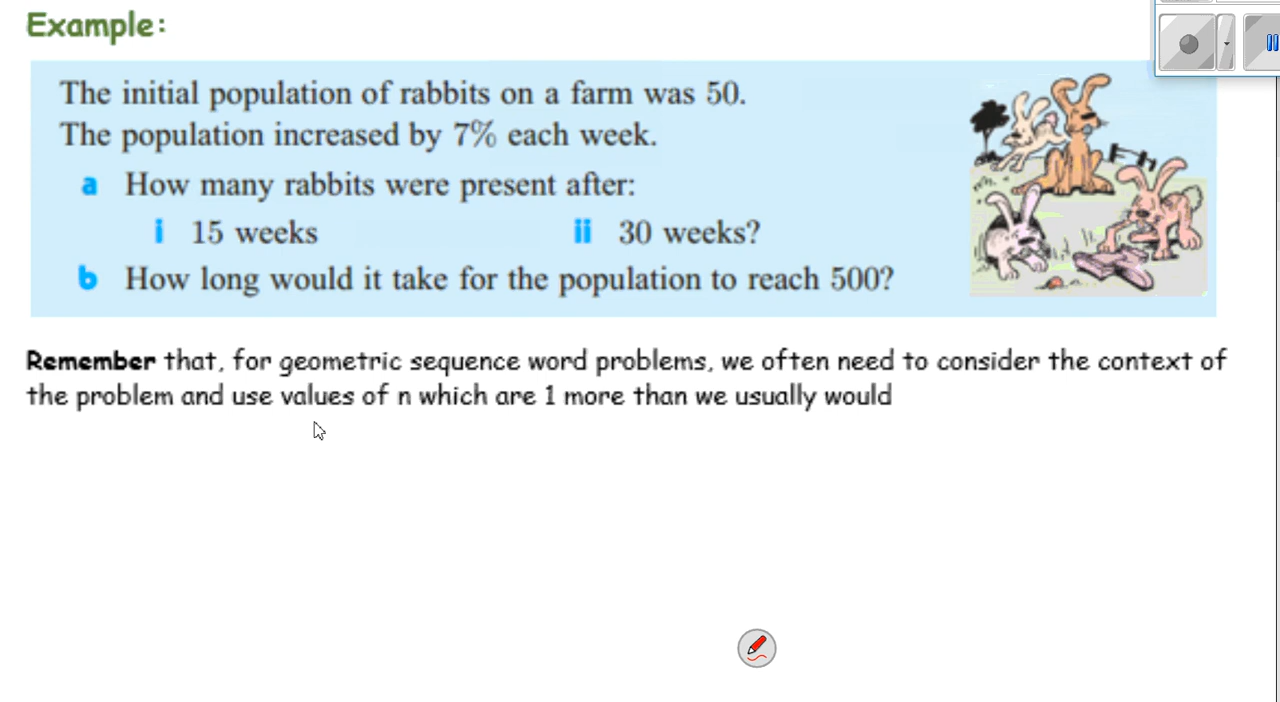 Example:
The initial population of rabbits on a farm was 50.
The population increased by 7% each week.
a How many rabbits were present after:
i 15 weeks ii 30 weeks?
b How long would it take for the population to reach 500?
Remember that, for geometric sequence word problems, we often need to consider the context of
the problem and use values of n which are 1 more than we usually would